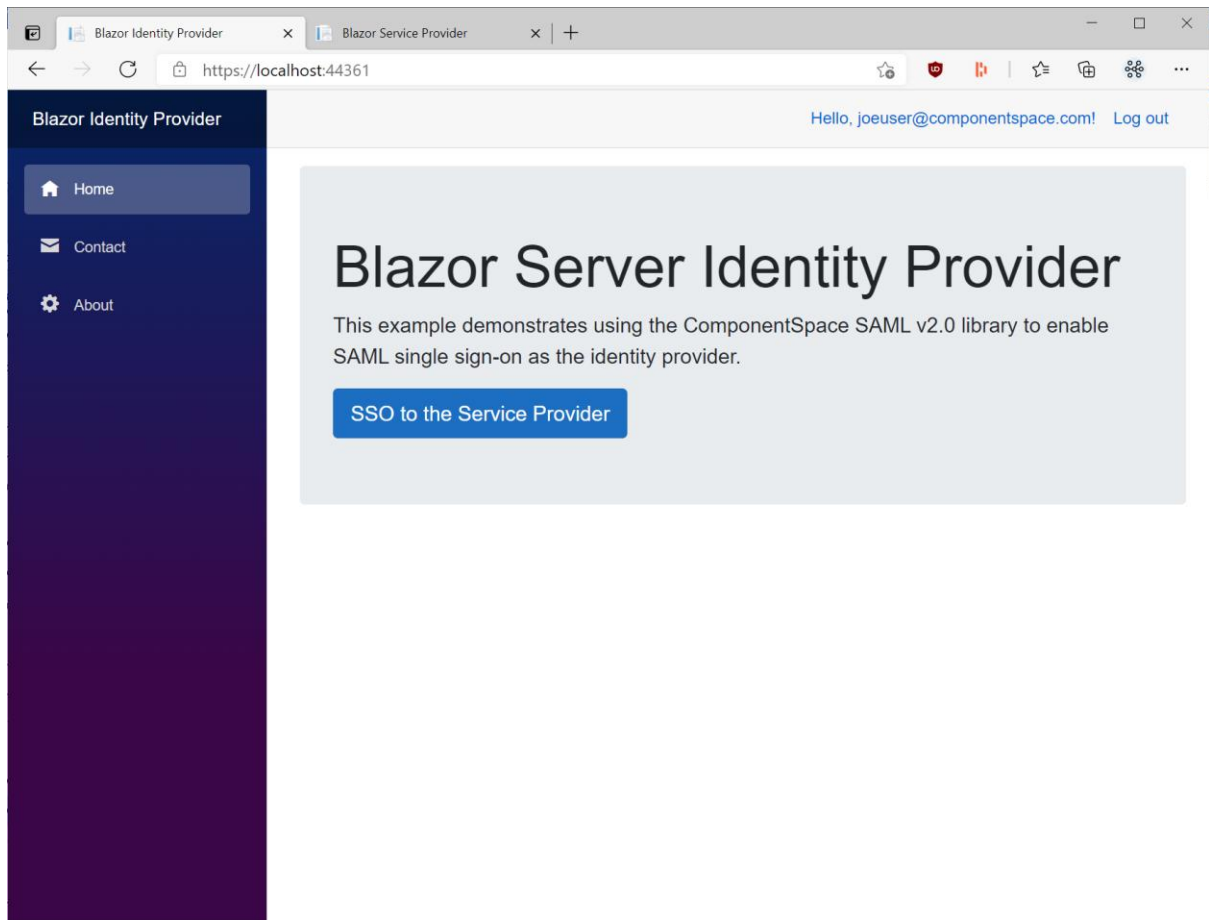 Blazor Identity Provider
Blazor Service Provider
https://localhost:44361
Blazor Identity Provider
Hello, joeuser@componentspace.com! Log out
Home
Contact
About
Blazor Server Identity Provider
This example demonstrates using the ComponentSpace SAML v2.0 library to enable
SAML single sign-on as the identity provider.
SSO to the Service Provider